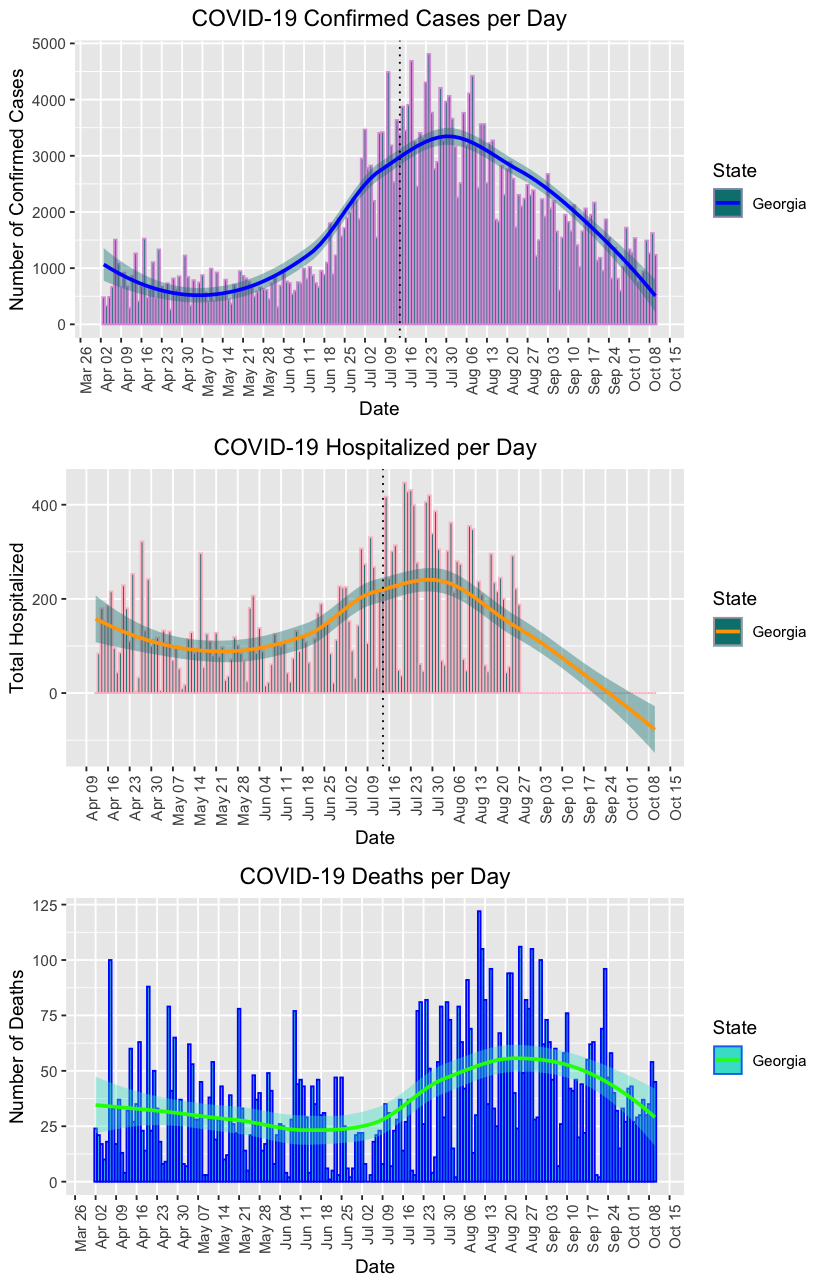 COVID-19 Confirmed Cases per Day
Number of Confirmed Cases
5000
4000
3000
2000
1000
0
Mar 26
Apr 02
Apr 09
Apr 16
Apr 23
Apr 30
May 07
May 14
May 21
May 28
Jun 04
Jun 11
Jun 18
Jun 25
Jul 02
Jul 09
Jul 16
Jul 23
Jul 30
Aug 06
Aug 13
Aug 20
Aug 27
Sep 03
Sep 10
Sep 17
Sep 24
Oct 01
Oct 08
Oct 15
Date
State
Georgia
COVID-19 Hospitalized per Day
Total Hospitalized
400
200
0
Apr 09
Apr 16
Apr 23
Apr 30
May 07
May 14
May 21
May 28
Jun 04
Jun 11
Jun 18
Jun 25
Jul 02
Jul 09
Jul 16
Jul 23
Jul 30
Aug 06
Aug 13
Aug 20
Aug 27
Sep 03
Sep 10
Sep 17
Sep 24
Oct 01
Oct 08
Oct 15
Date
State
Georgia
COVID-19 Deaths per Day
Number of Deaths
125
100
75
50
25
0
Mar 26
Apr 02
Apr 09
Apr 16
Apr 23
Apr 30
May 07
May 14
May 21
May 28
Jun 04
Jun 11
Jun 18
Jun 25
Jul 02
Jul 09
Jul 16
Jul 23
Jul 30
Aug 06
Aug 13
Aug 20
Aug 27
Sep 03
Sep 10
Sep 17
Sep 24
Oct 01
Oct 08
Oct 15
Date
State
Georgia